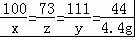 100/x = 73/z = 111/y = 44/4.4g